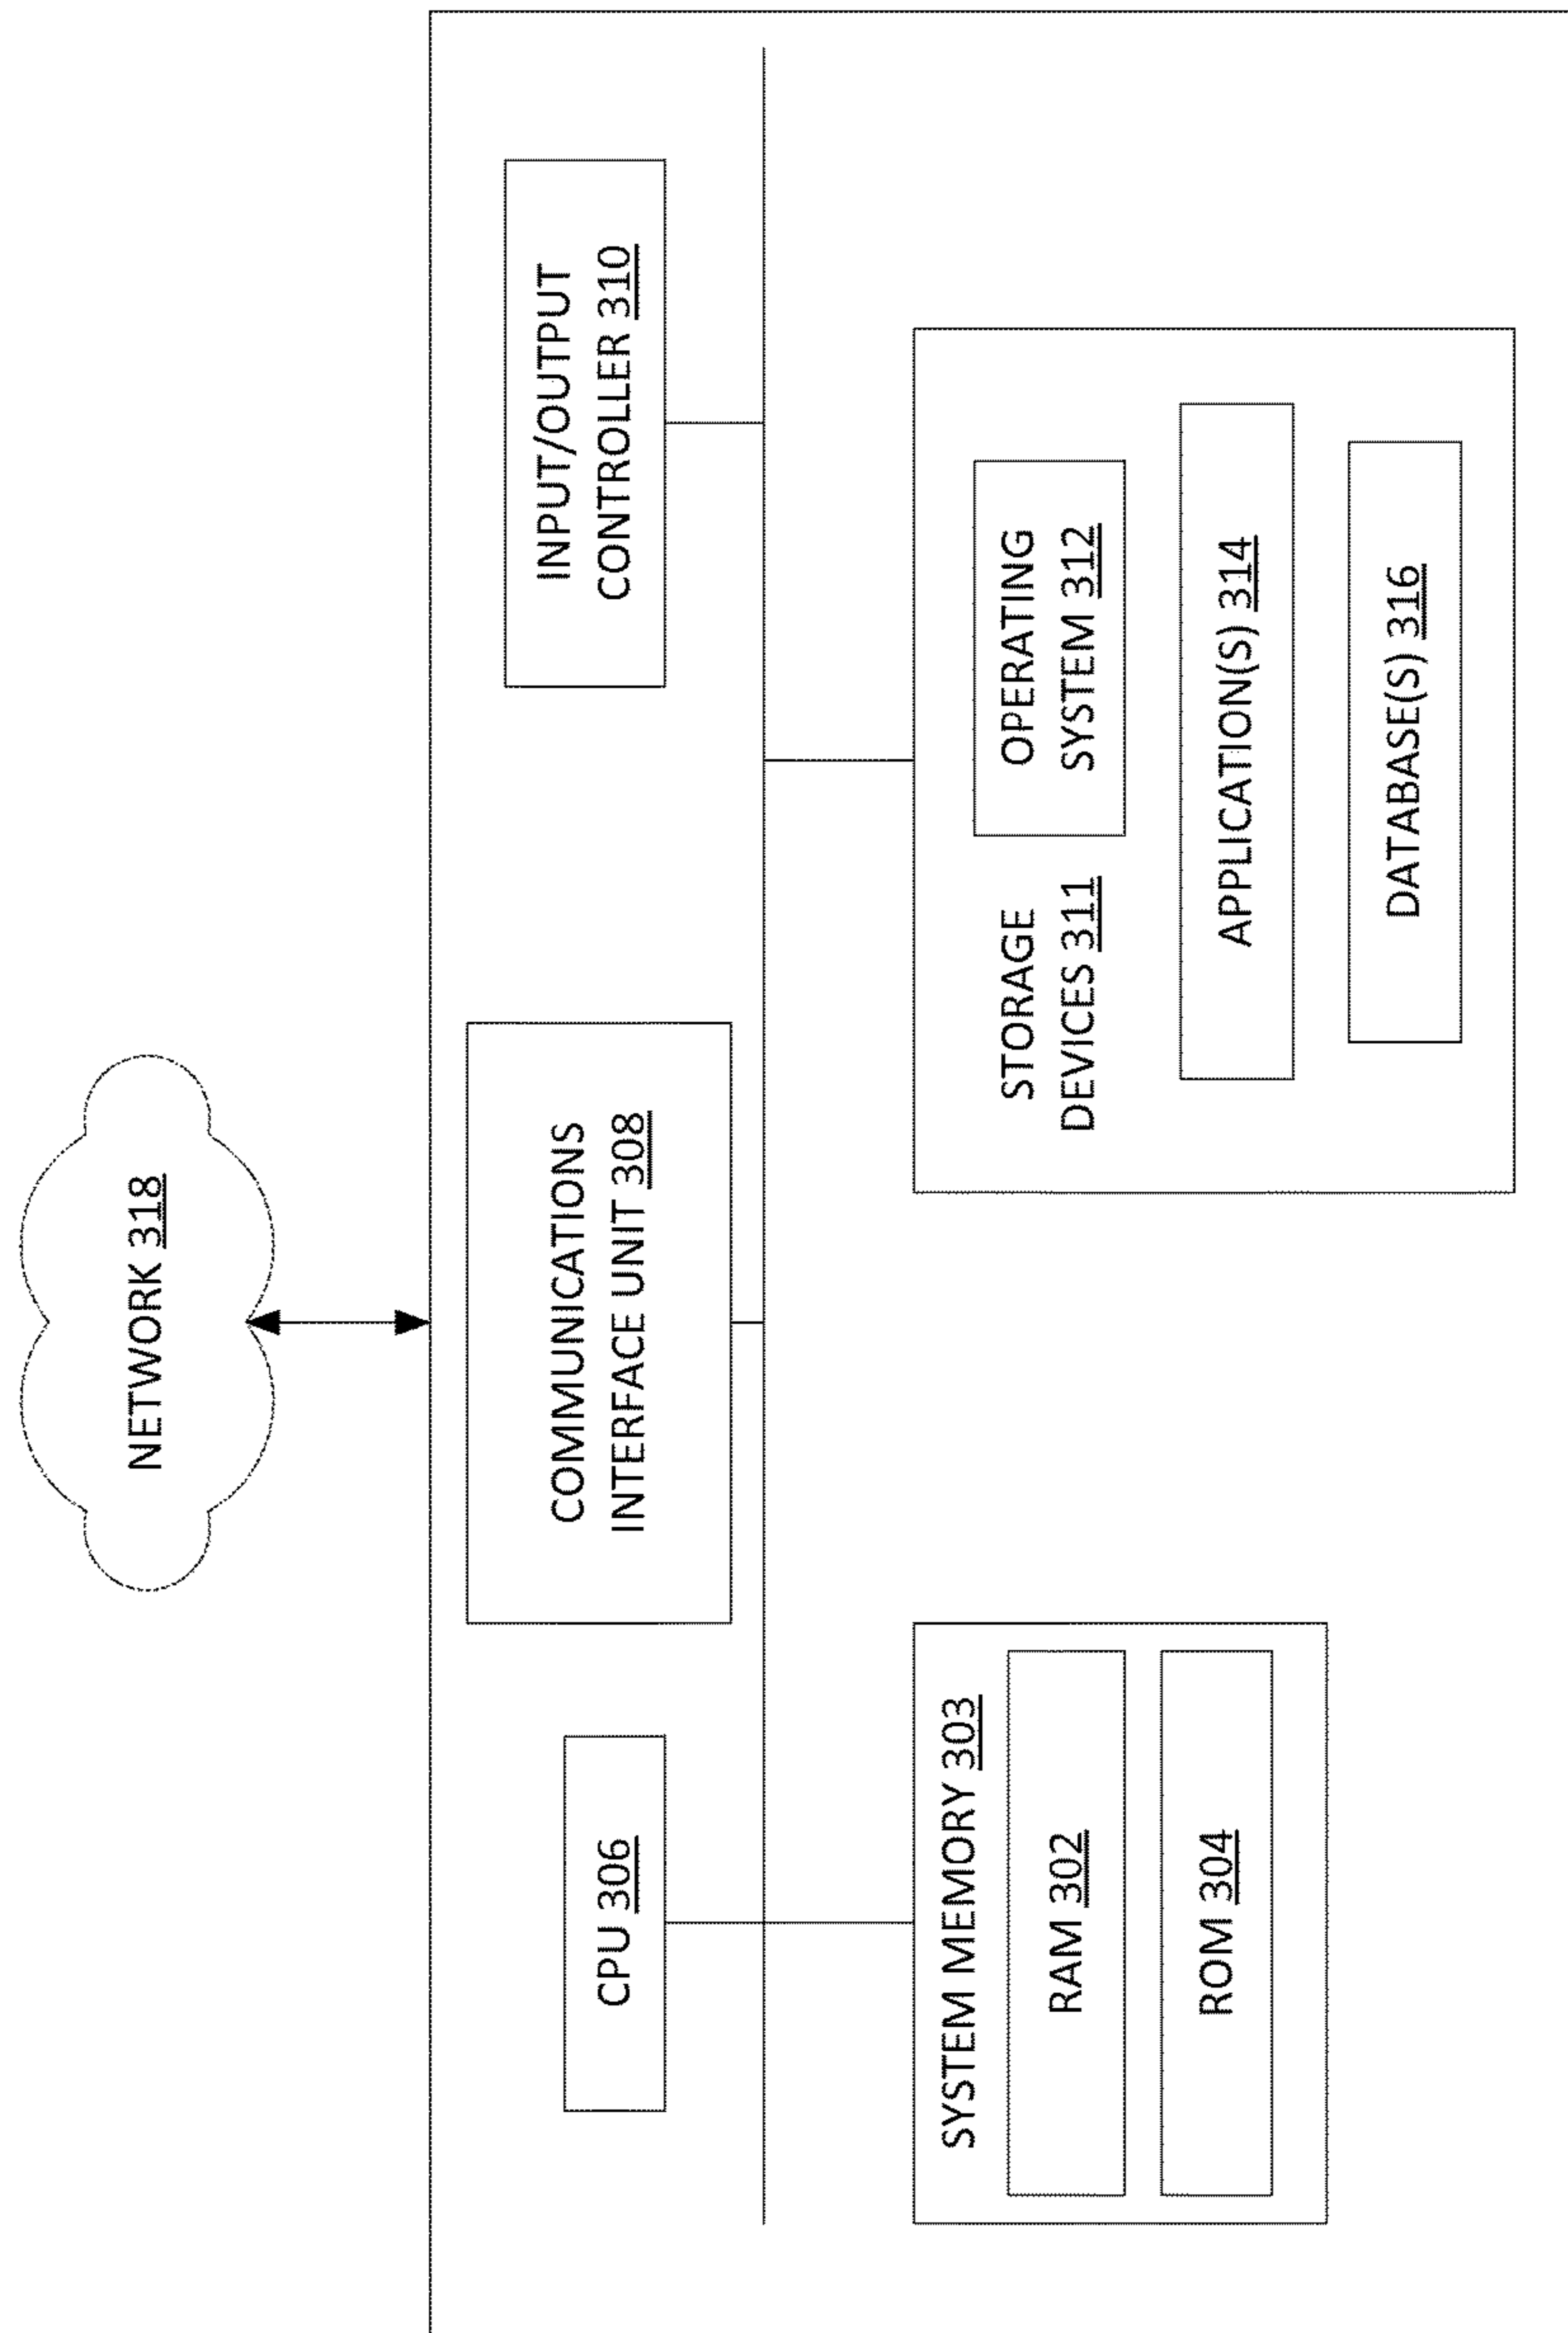 NETWORK 318
CPU 306
COMMUNICATIONS
INTERFACE UNIT 308
INPUT/OUTPUT
CONTROLLER 310
SYSTEM MEMORY 303
RAM 302
ROM 304
STORAGE
DEVICES 311
OPERATING
SYSTEM 312
APPLICATION(S) 314
DATABASE(S) 316